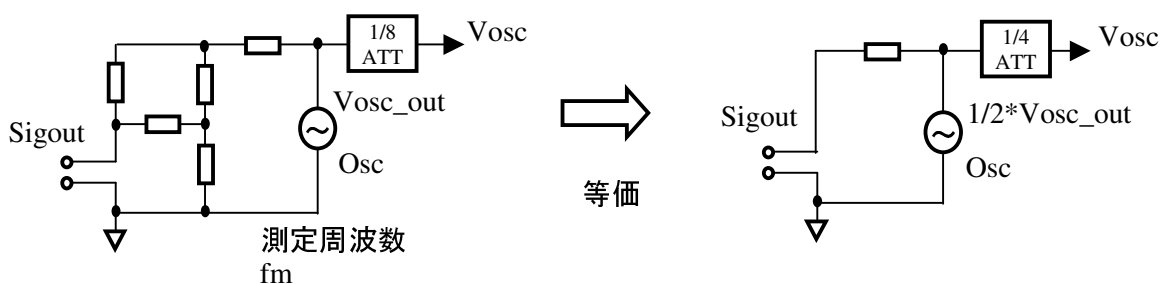 1/8
ATT
Vosc
Vosc_out
Sigout
Osc
測定周波数
fm
等価
1/4
ATT
Vosc
1/2*Vosc_out
Sigout
Osc